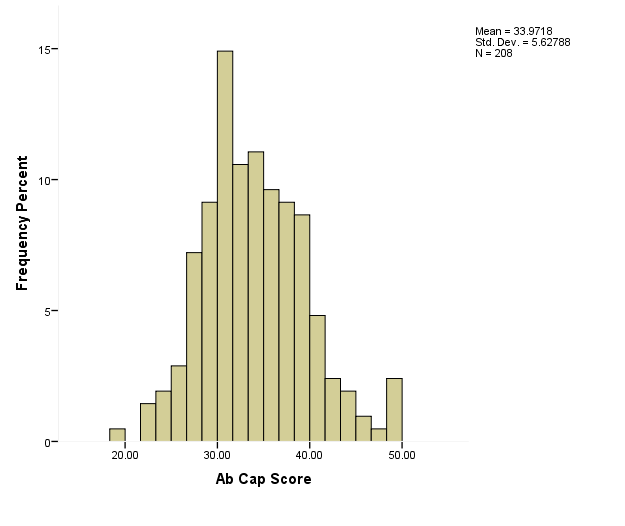 Mean = 33.9718
Std. Dev. = 5.62788
N = 208
Frequency Percent
15
10
5
0
20.00 30.00 40.00 50.00
Ab Cap Score